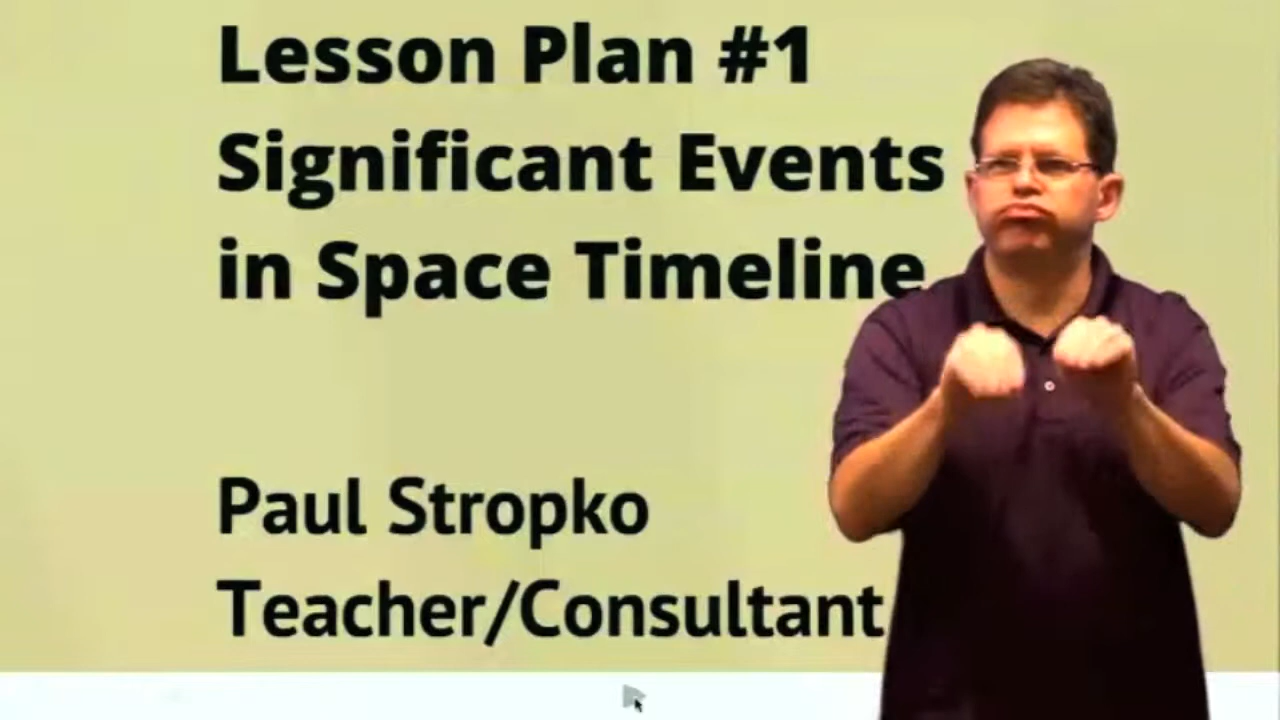 Lesson Plan #1
Significant Events
in Space Timeline
Paul Stropko
Teacher/Consultant